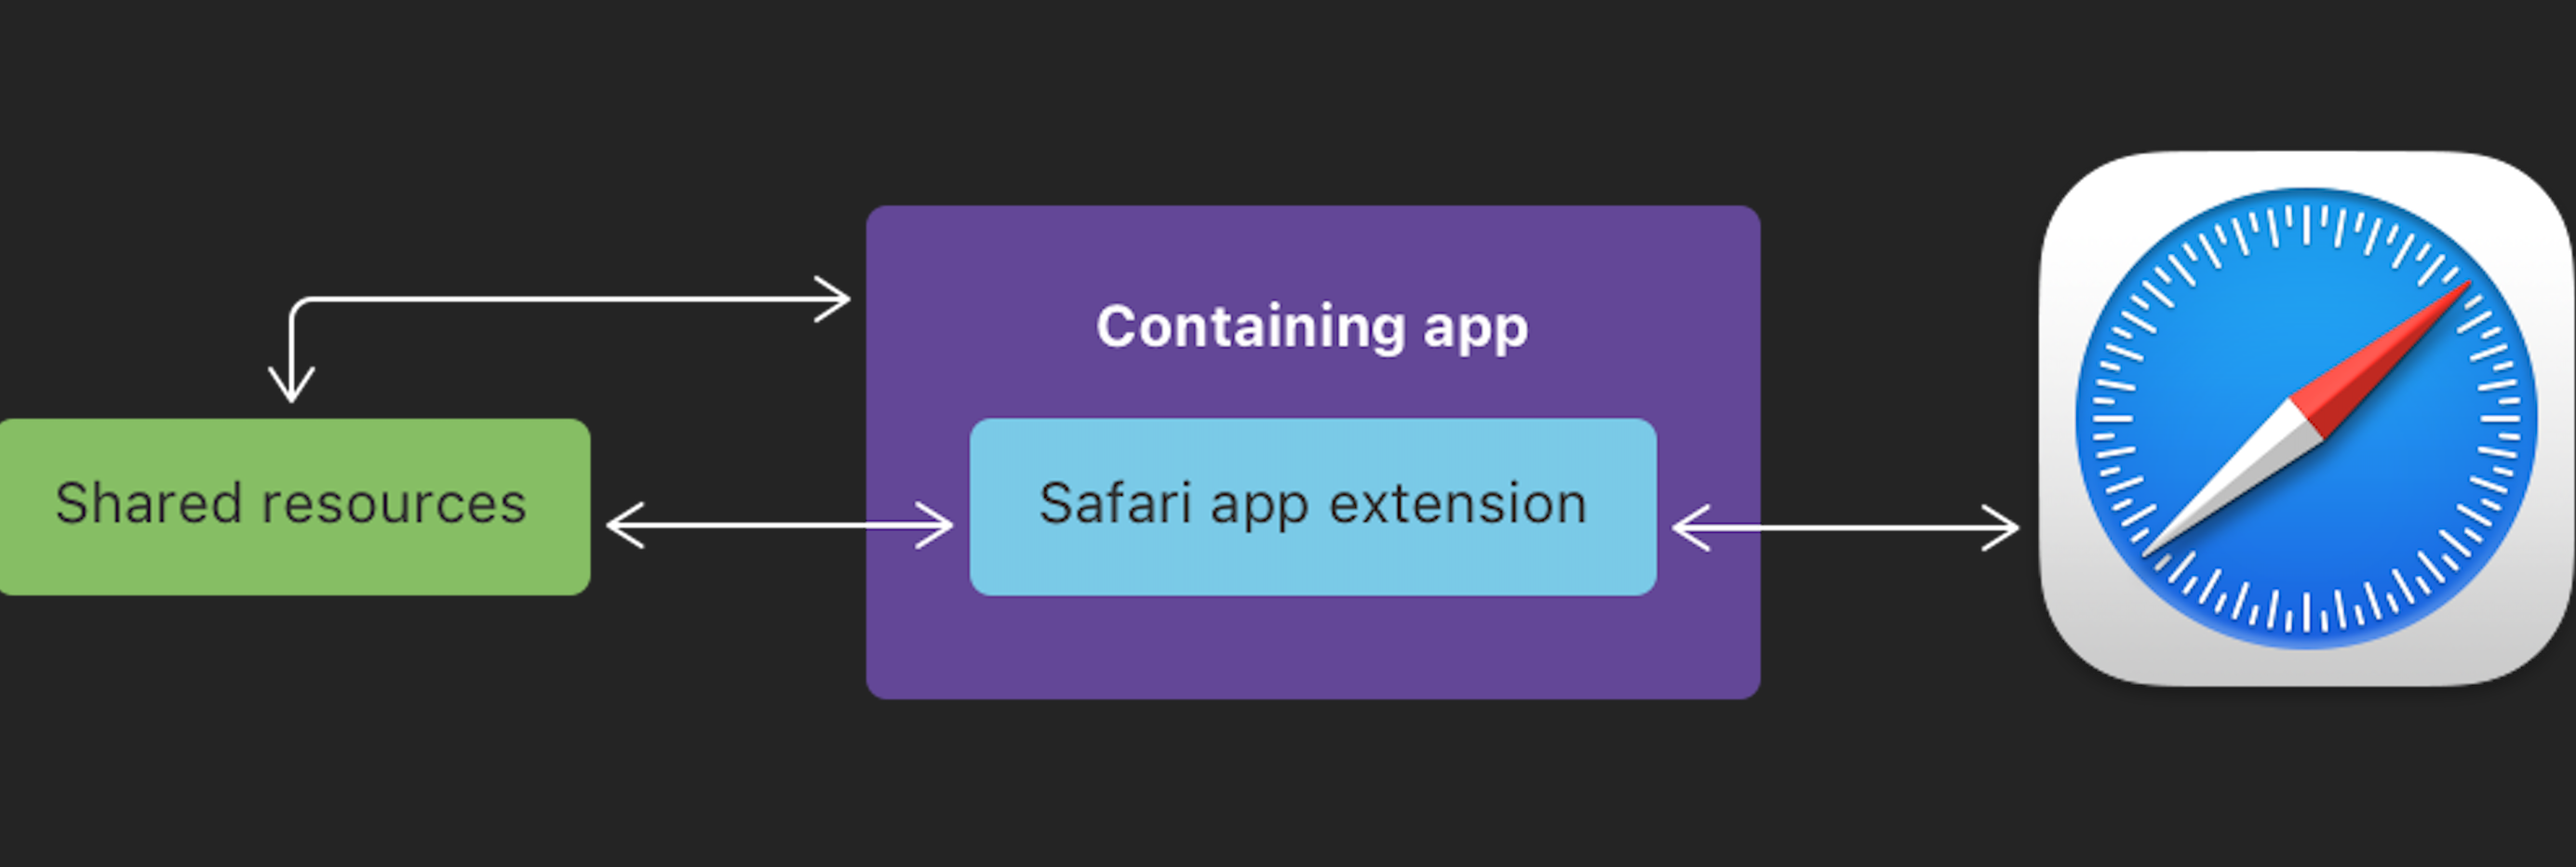 Containing app
Shared resources
Safari app extension